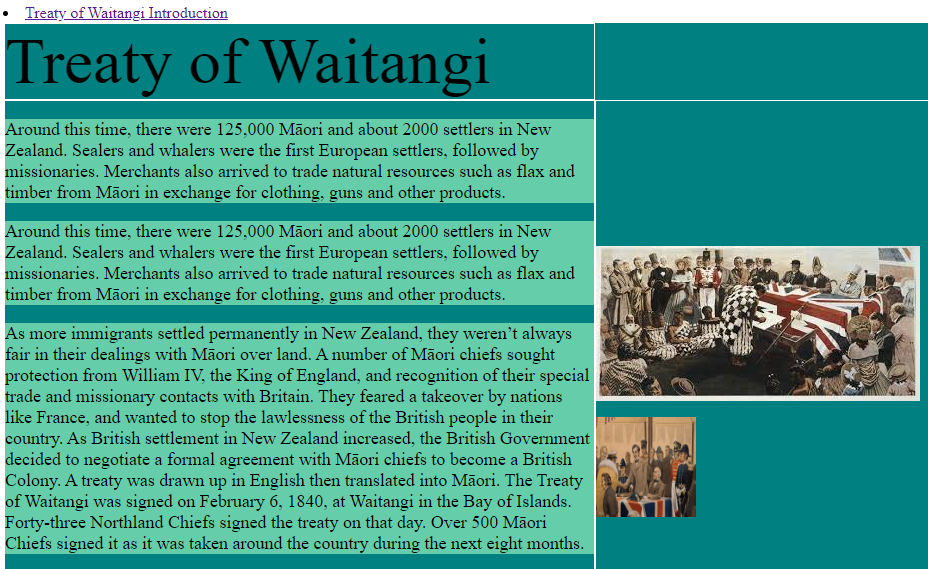 Treaty of Waitangi Introduction
Treaty of Waitangi
Around this time, there were 125,000 Māori and about 2000 settlers in New
Zealand. Sealers and whalers were the first European settlers, followed by
missionaries. Merchants also arrived to trade natural resources such as flax and
timber from Māori in exchange for clothing, guns and other products.
Around this time, there were 125,000 Māori and about 2000 settlers in New
Zealand. Sealers and whalers were the first European settlers, followed by
missionaries. Merchants also arrived to trade natural resources such as flax and
timber from Māori in exchange for clothing, guns and other products.
As more immigrants settled permanently in New Zealand, they weren’t always
fair in their dealings with Māori over land. A number of Māori chiefs sought
protection from William IV, the King of England, and recognition of their special
trade and missionary contacts with Britain. They feared a takeover by nations
like France, and wanted to stop the lawlessness of the British people in their
country. As British settlement in New Zealand increased, the British Government
decided to negotiate a formal agreement with Māori chiefs to become a British
Colony. A treaty was drawn up in English then translated into Māori. The Treaty
of Waitangi was signed on February 6, 1840, at Waitangi in the Bay of Islands.
Forty-three Northland Chiefs signed the treaty on that day. Over 500 Māori
Chiefs signed it as it was taken around the country during the next eight months.